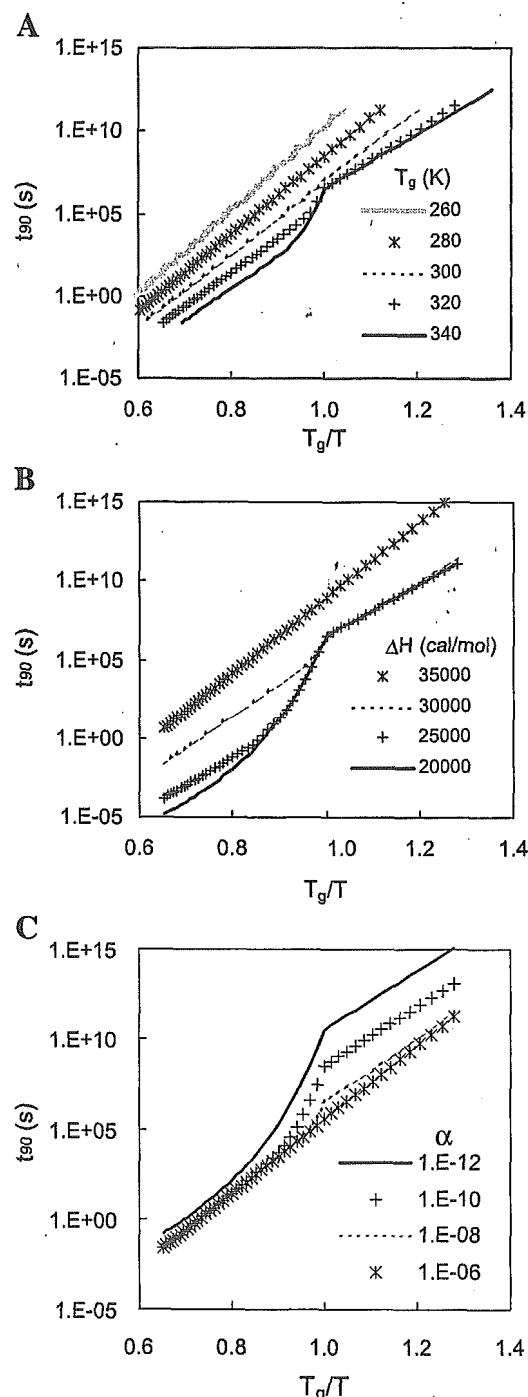 A
1.E+15
1.E+10
1.E+05
1.E+00
1.E-05
t90 (s)
Tg (K)
260
280
300
320
340
0.6 0.8 1.0 1.2 1.4
Tg/T
B
1.E+15
1.E+10
1.E+05
1.E+00
1.E-05
t90 (s)
ΔH (cal/mol)
35000
30000
25000
20000
0.6 0.8 1.0 1.2 1.4
Tg/T
C
1.E+15
1.E+10
1.E+05
1.E+00
1.E-05
t90 (s)
α
1.E-12
1.E-10
1.E-08
1.E-06
0.6 0.8 1.0 1.2 1.4
Tg/T